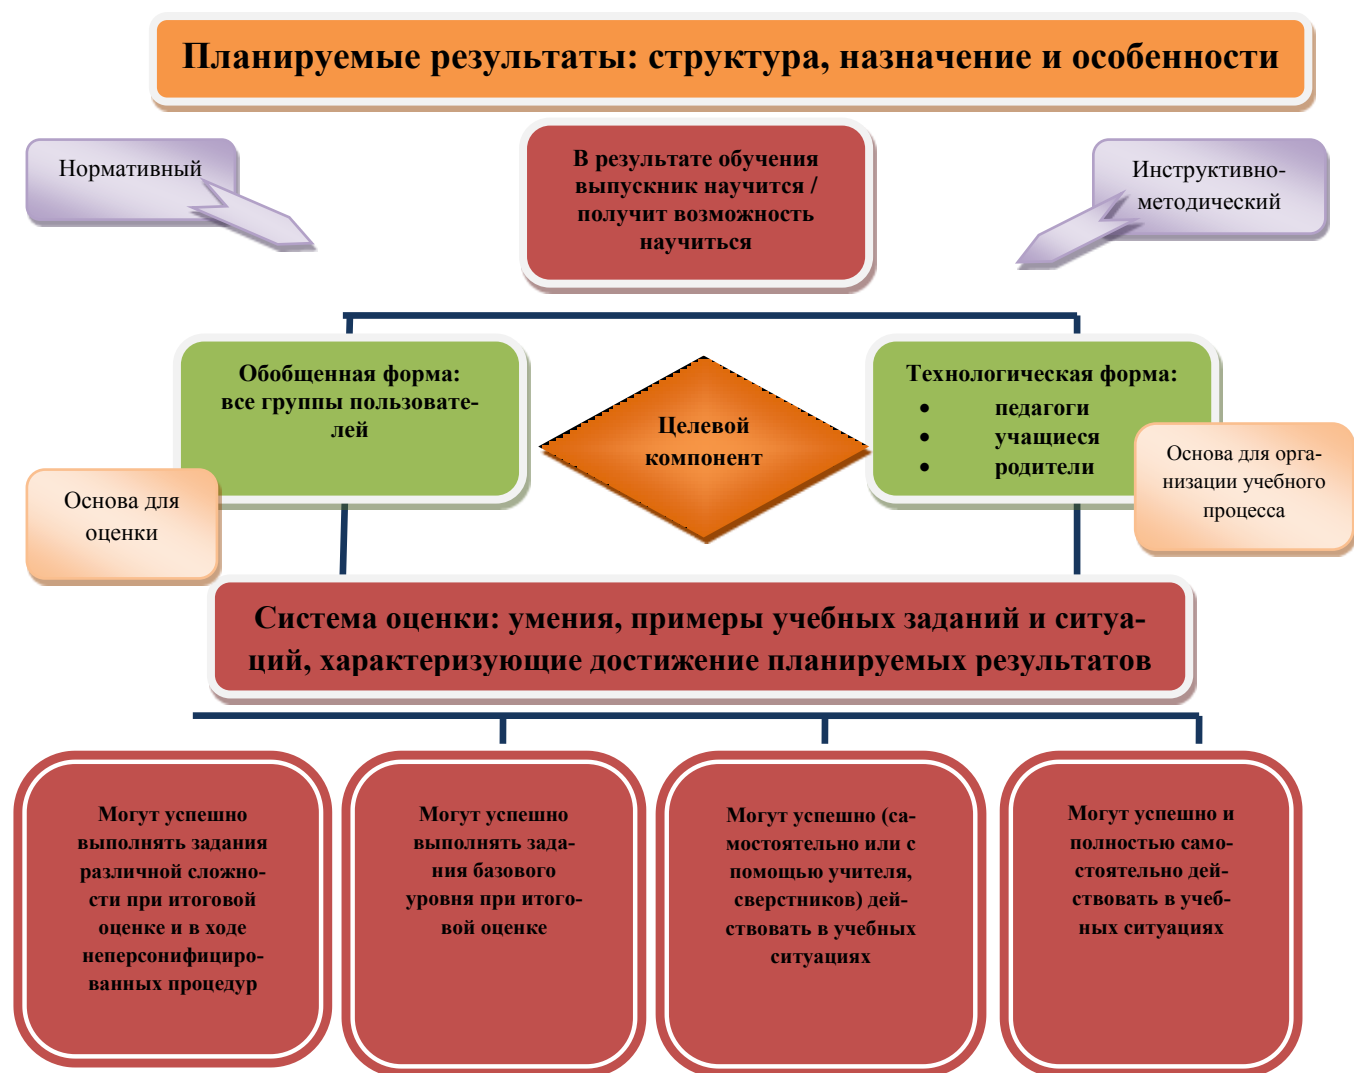 Планируемые результаты: структура, назначение и особенности
Нормативный
В результате обучения
выпускник научится /
получит возможность
научиться
Инструктивно-
методический
Обобщенная форма:
все группы пользовате-
лей
Целевой
компонент
Технологическая форма:
• педагоги
• учащиеся
• родители
Основа для
оценки
Основа для орга-
низации учебного
процесса
Система оценки: умения, примеры учебных заданий и ситуа-
ций, характеризующие достижение планируемых результатов
Могут успешно
выполнять задания
различной сложно-
сти при итоговой
оценке и в ходе
неперсонифициро-
ванных процедур
Могут успешно
выполнять зада-
ния базового
уровня при итого-
вой оценке
Могут успешно (са-
мостоятельно или с
помощью учителя,
сверстников) дей-
ствовать в учебных
ситуациях
Могут успешно и
полностью само-
стоятельно дей-
ствовать в учеб-
ных ситуациях